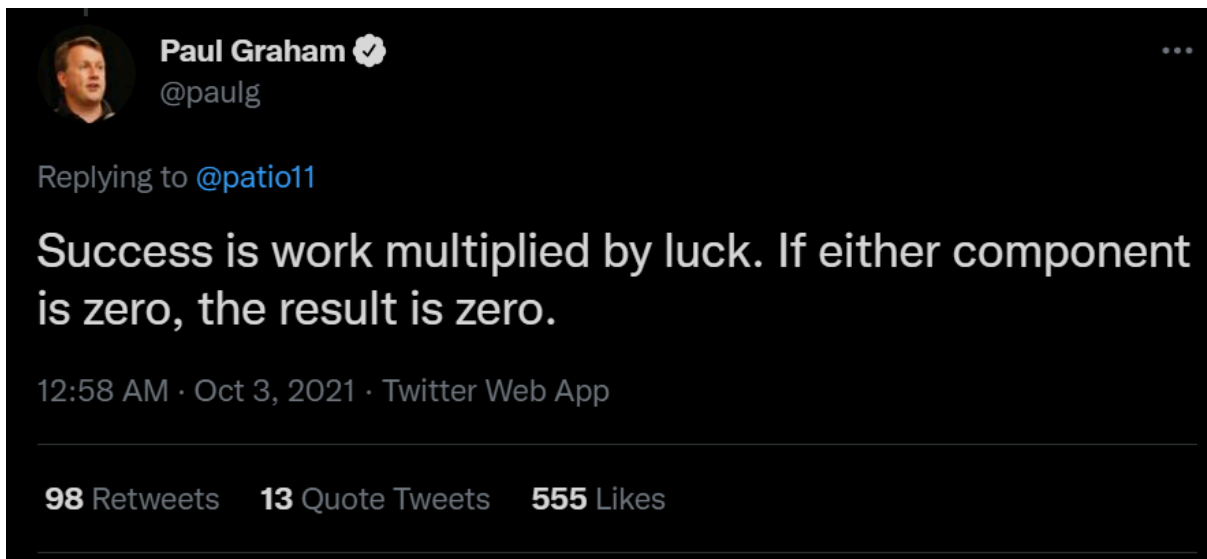 Paul Graham
@paulg
Replying to @patio11
Success is work multiplied by luck. If either component
is zero, the result is zero.
12:58 AM · Oct 3, 2021 · Twitter Web App
98 Retweets 13 Quote Tweets 555 Likes